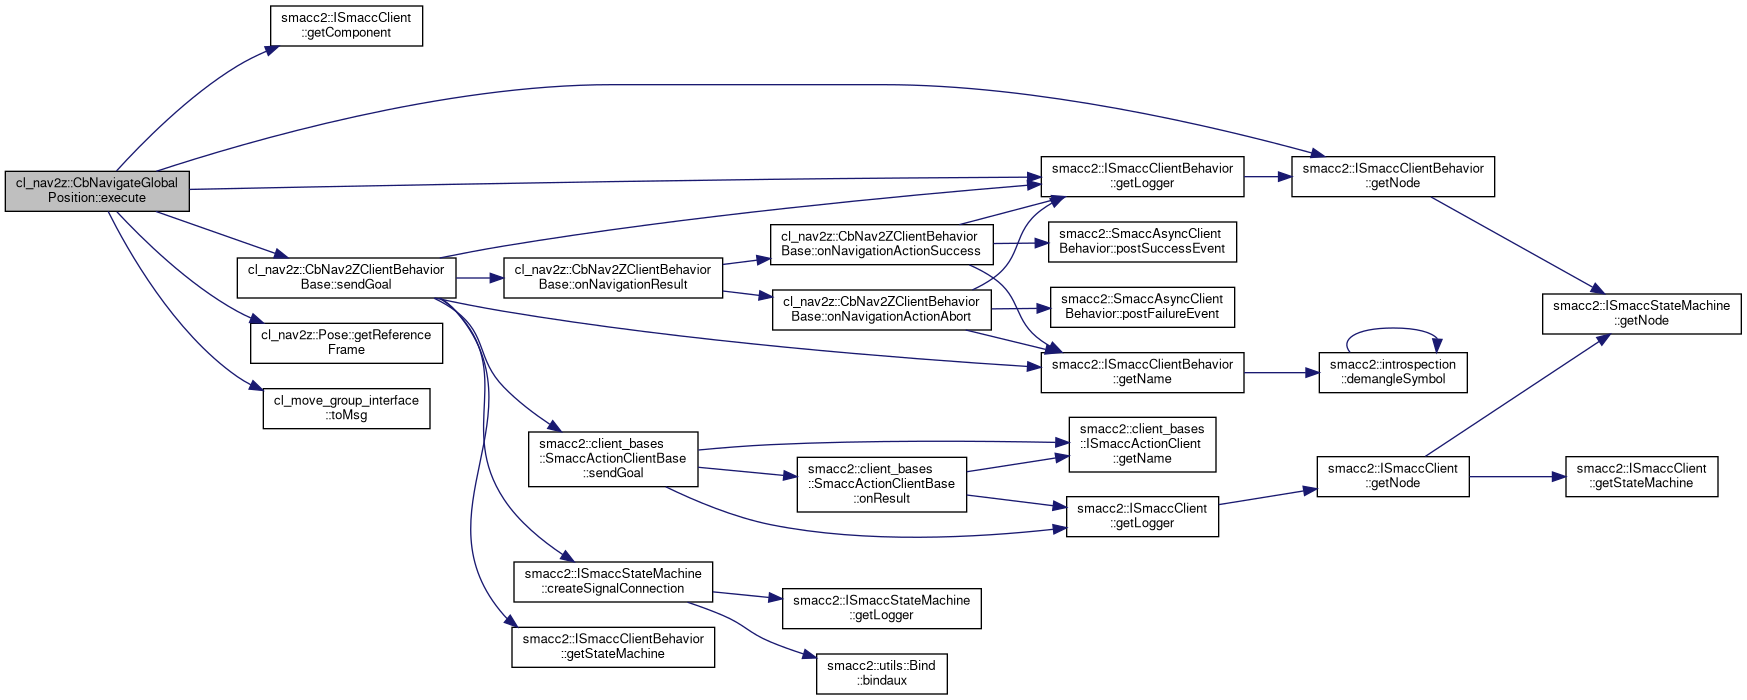 smacc2::ISmaccClient
::getComponent
cl_nav2z::CbNavigateGlobal
Position::execute
smacc2::ISmaccClientBehavior
::getLogger
smacc2::ISmaccClientBehavior
::getNode
cl_nav2z::CbNav2ZClientBehavior
Base::onNavigationActionSuccess
smacc2::SmaccAsyncClient
Behavior::postSuccessEvent
cl_nav2z::CbNav2ZClientBehavior
Base::sendGoal
cl_nav2z::CbNav2ZClientBehavior
Base::onNavigationResult
cl_nav2z::CbNav2ZClientBehavior
Base::onNavigationActionAbort
smacc2::SmaccAsyncClient
Behavior::postFailureEvent
smacc2::ISmaccStateMachine
::getNode
cl_nav2z::Pose::getReference
Frame
smacc2::ISmaccClientBehavior
::getName
smacc2::introspection
::demangleSymbol
cl_move_group_interface
::toMsg
smacc2::client_bases
::SmaccActionClientBase
::sendGoal
smacc2::client_bases
::ISmaccActionClient
::getName
smacc2::client_bases
::SmaccActionClientBase
::onResult
smacc2::ISmaccClient
::getLogger
smacc2::ISmaccClient
::getNode
smacc2::ISmaccClient
::getStateMachine
smacc2::ISmaccStateMachine
::createSignalConnection
smacc2::ISmaccStateMachine
::getLogger
smacc2::ISmaccClientBehavior
::getStateMachine
smacc2::utils::Bind
::bindaux